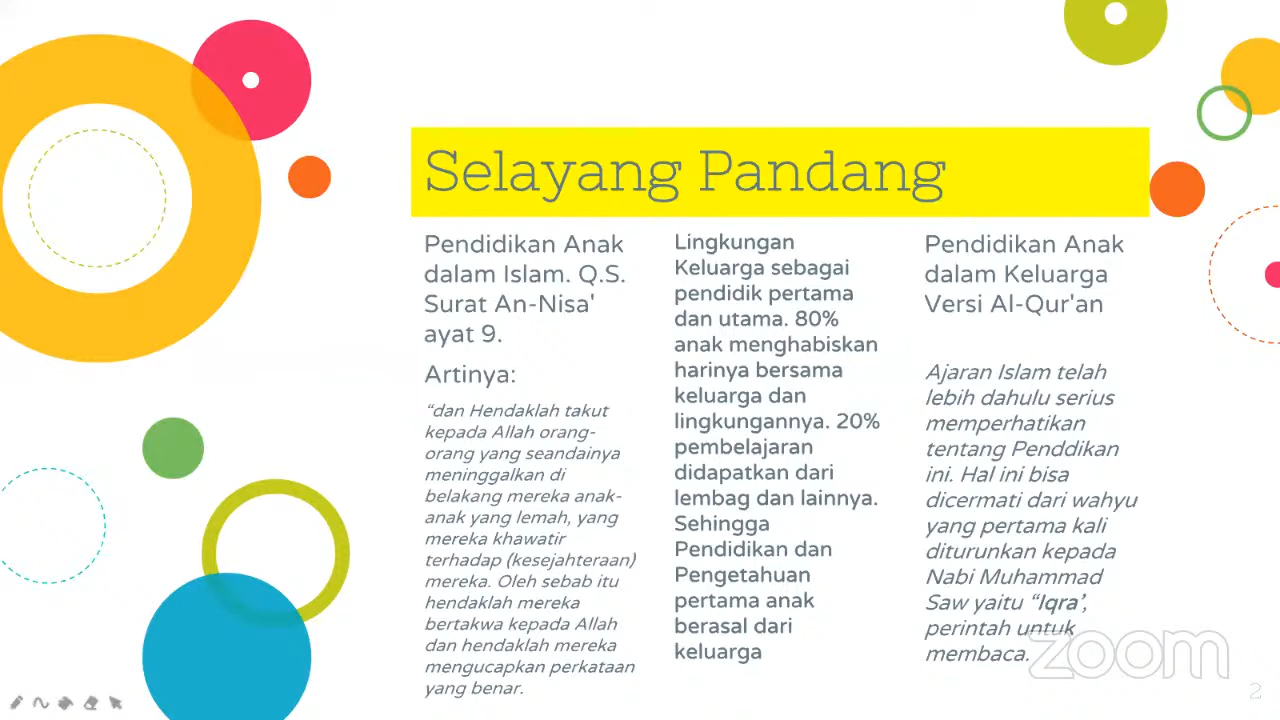 Selayang Pandang
Pendidikan Anak
dalam Islam. Q.S.
Surat An-Nisa'
ayat 9.
Artinya:
“dan Hendaklah takut
kepada Allah orang-
orang yang seandainya
meninggalkan di
belakang mereka anak-
anak yang lemah, yang
mereka khawatir
terhadap (kesejahteraan)
mereka. Oleh sebab itu
hendaklah mereka
bertakwa kepada Allah
dan hendaklah mereka
mengucapkan perkataan
yang benar.
Lingkungan
Keluarga sebagai
pendidik pertama
dan utama. 80%
anak menghabiskan
harinya bersama
keluarga dan
lingkungannya. 20%
pembelajaran
didapatkan dari
lembag dan lainnya.
Sehingga
Pendidikan dan
Pengetahuan
pertama anak
berasal dari
keluarga
Pendidikan Anak
dalam Keluarga
Versi Al-Qur'an
Ajaran Islam telah
lebih dahulu serius
memperhatikan
tentang Penddikan
ini. Hal ini bisa
dicermati dari wahyu
yang pertama kali
diturunkan kepada
Nabi Muhammad
Saw yaitu “Iqra’,
perintah untuk
membaca.
zoom
2